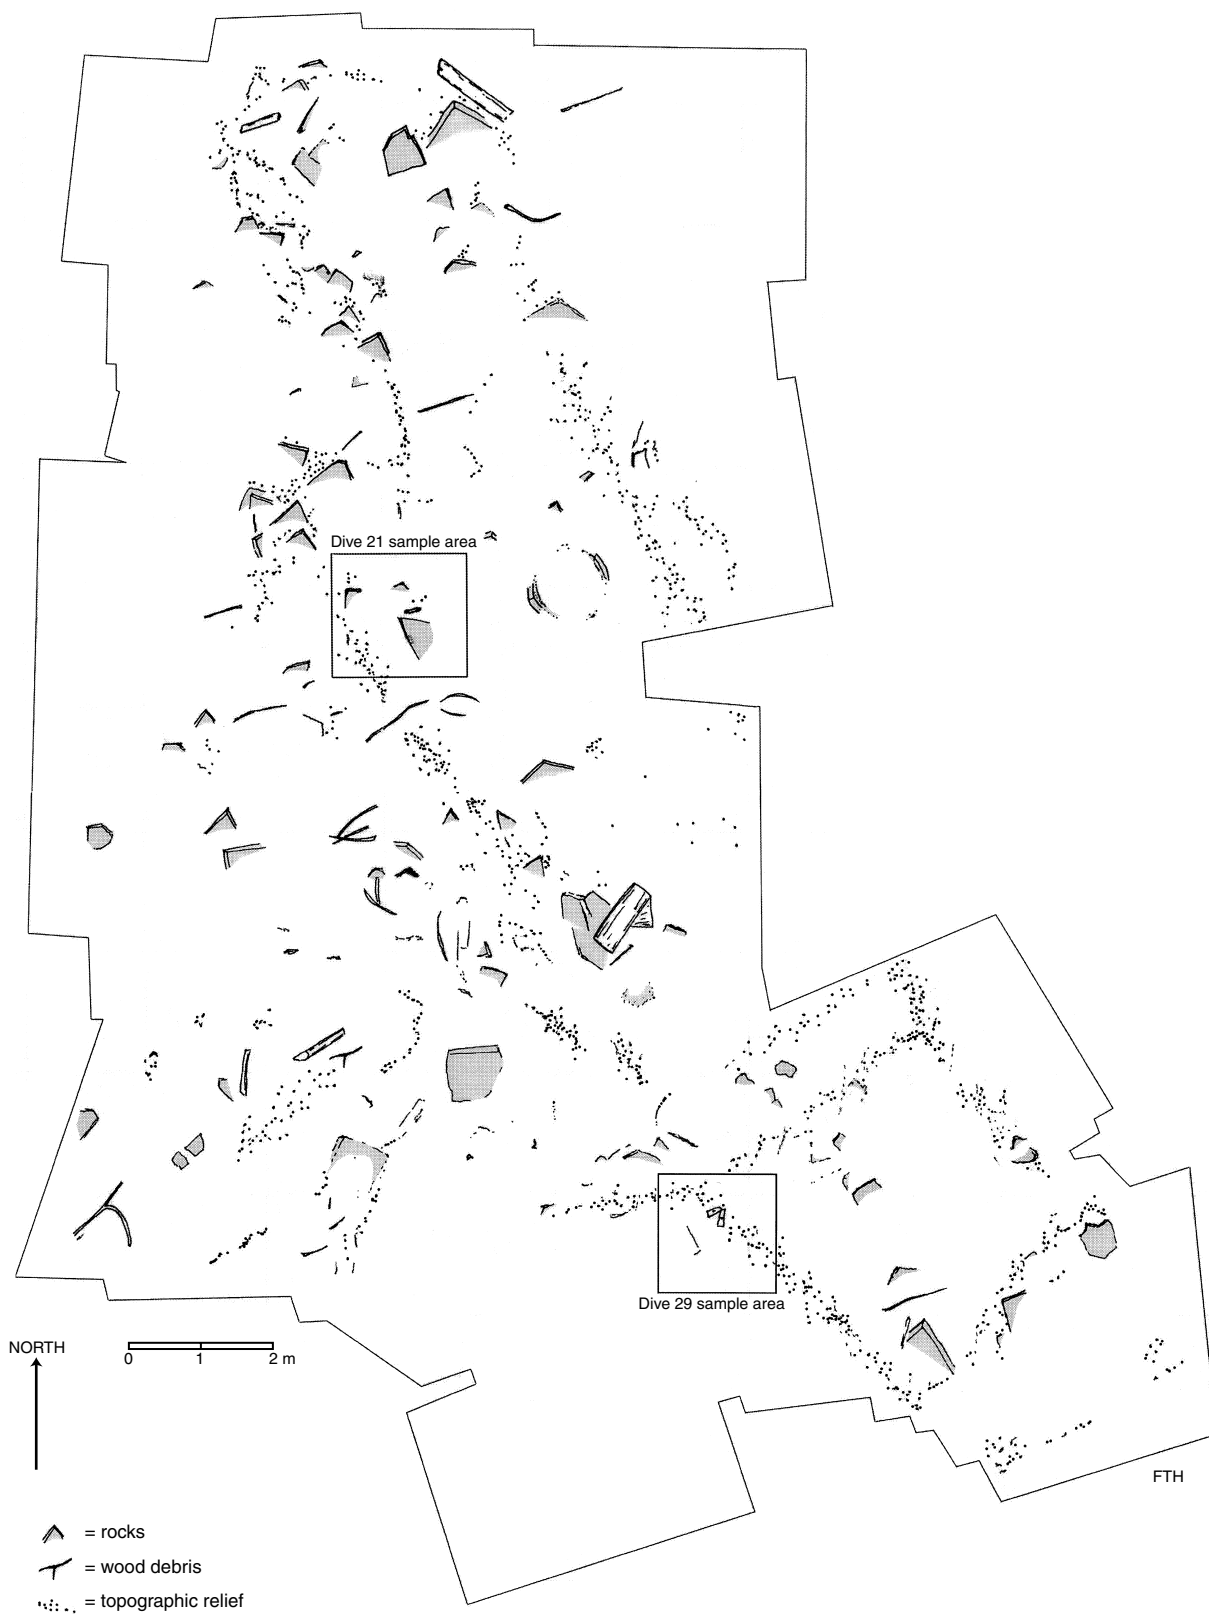 Dive 21 sample area
Dive 29 sample area
NORTH
0 1 2 m
FTH
= rocks
= wood debris
= topographic relief